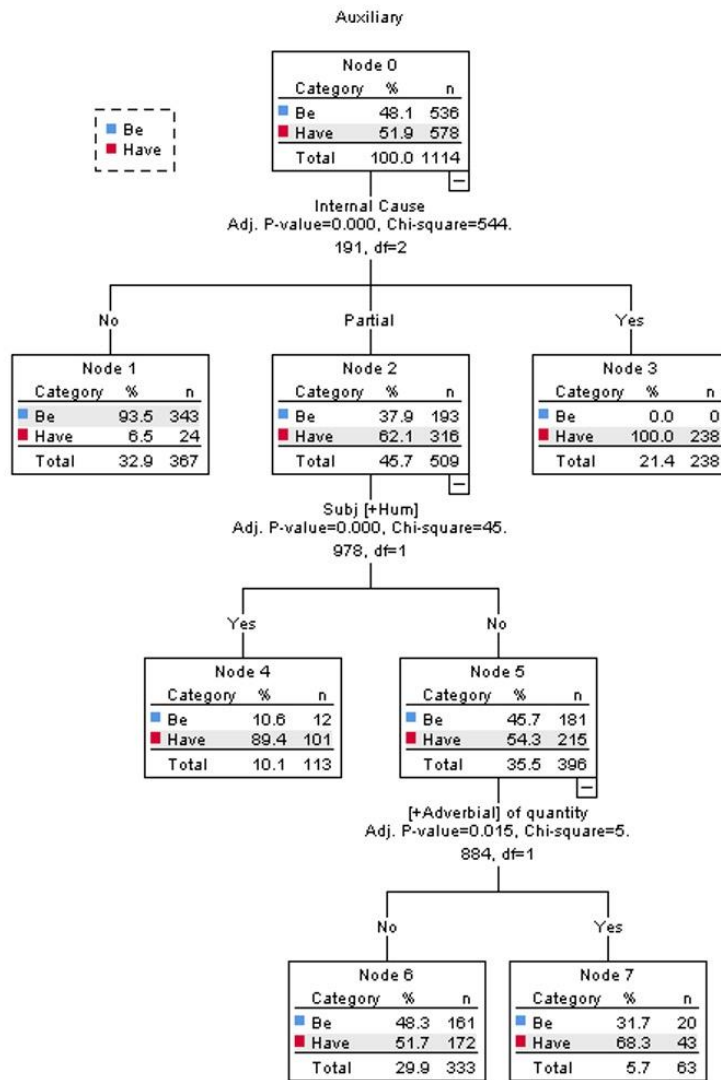 Auxiliary
Node 0
Category % n
Be 48.1 536
Have 51.9 578
Total 100.0 1114
Be
Have
Internal Cause
Adj. P-value=0.000, Chi-square=544.
191, df=2
No
Partial
Yes
Node 1
Category % n
Be 93.5 343
Have 6.5 24
Total 32.9 367
Node 2
Category % n
Be 37.9 193
Have 62.1 316
Total 45.7 509
Node 3
Category % n
Be 0.0 0
Have 100.0 238
Total 21.4 238
Subj [+Hum]
Adj. P-value=0.000, Chi-square=45.
978, df=1
Yes
No
Node 4
Category % n
Be 10.6 12
Have 89.4 101
Total 10.1 113
Node 5
Category % n
Be 45.7 181
Have 54.3 215
Total 35.5 396
[+Adverbial] of quantity
Adj. P-value=0.015, Chi-square=5.
884, df=1
No
Yes
Node 6
Category % n
Be 48.3 161
Have 51.7 172
Total 29.9 333
Node 7
Category % n
Be 31.7 20
Have 68.3 43
Total 5.7 63